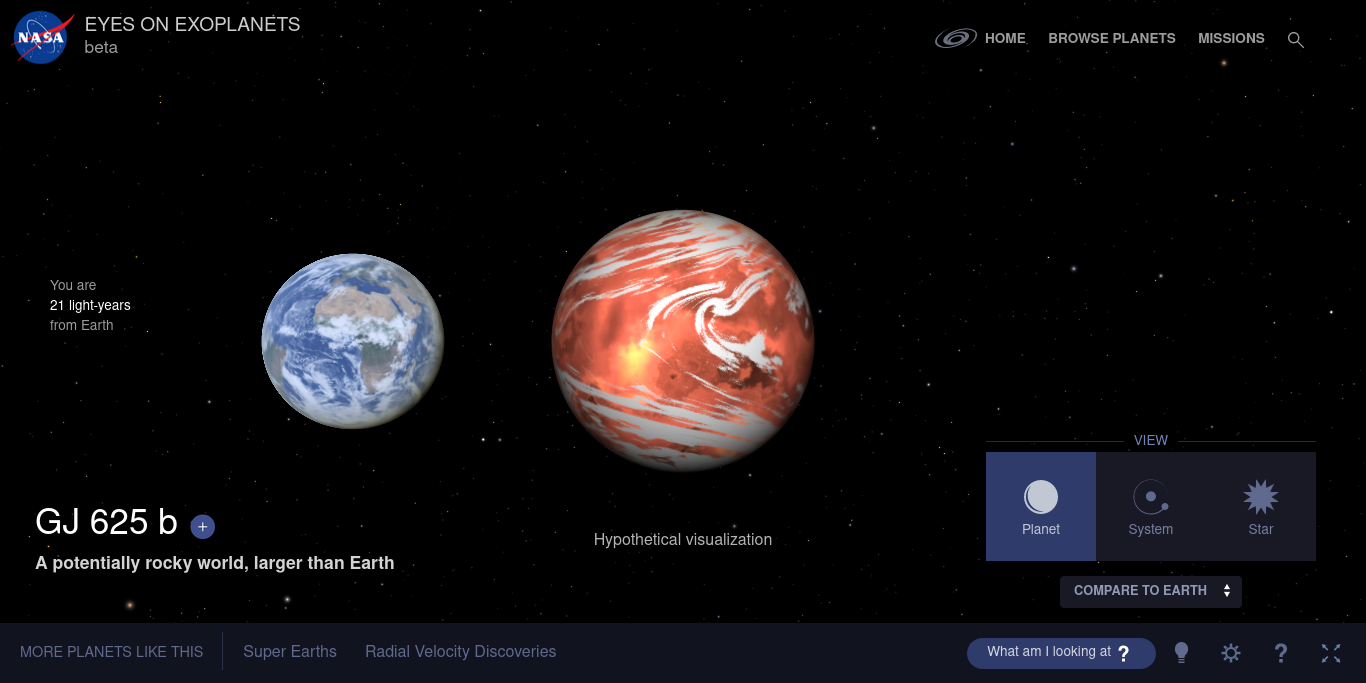 NASA
EYES ON EXOPLANETS
beta
HOME
BROWSE PLANETS
MISSIONS
You are
21 light-years
from Earth
VIEW
Planet
System
Star
GJ 625 b +
A potentially rocky world, larger than Earth
Hypothetical visualization
COMPARE TO EARTH
MORE PLANETS LIKE THIS
Super Earths
Radial Velocity Discoveries
What am I looking at ?
?